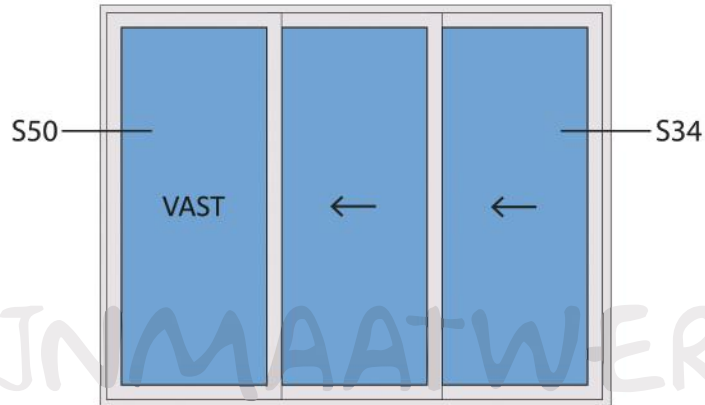 S50
S34
VAST
← ←
JNMAATWER